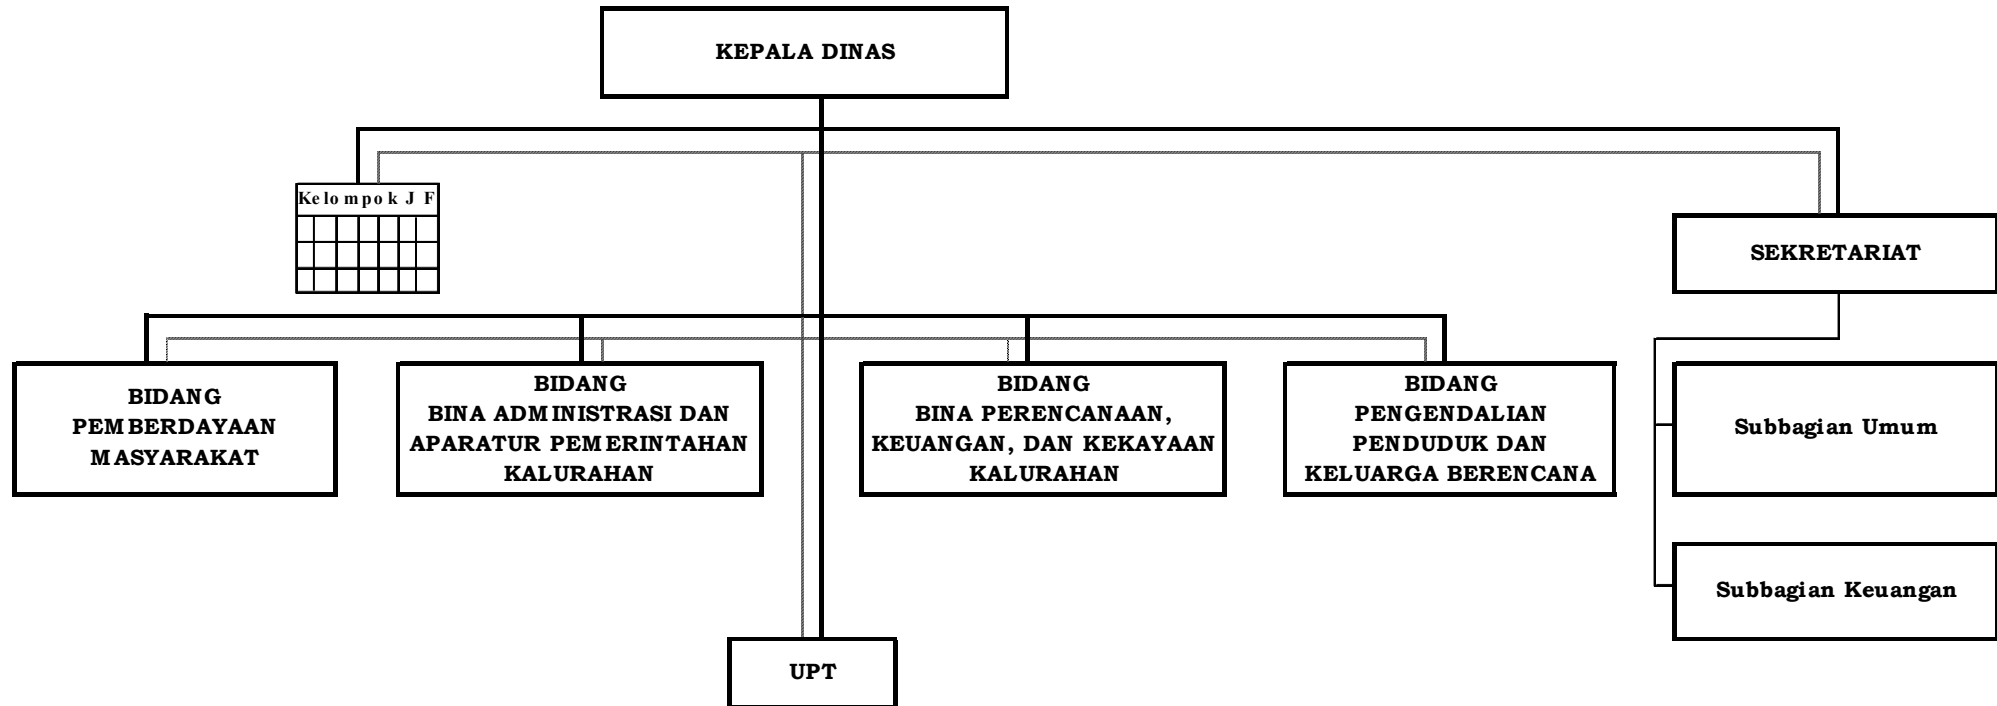 KEPALA DINAS
Kelompok J F
SEKRETARIAT
BIDANG
PEMBERDAYAAN
MASYARAKAT
BIDANG
BINA ADMINISTRASI DAN
APARATUR PEMERINTAHAN
KALURAHAN
BIDANG
BINA PERENCANAAN,
KEUANGAN, DAN KEKAYAAN
KALURAHAN
BIDANG
PENGENDALIAN
PENDUDUK DAN
KELUARGA BERENCANA
Subbagian Umum
Subbagian Keuangan
UPT